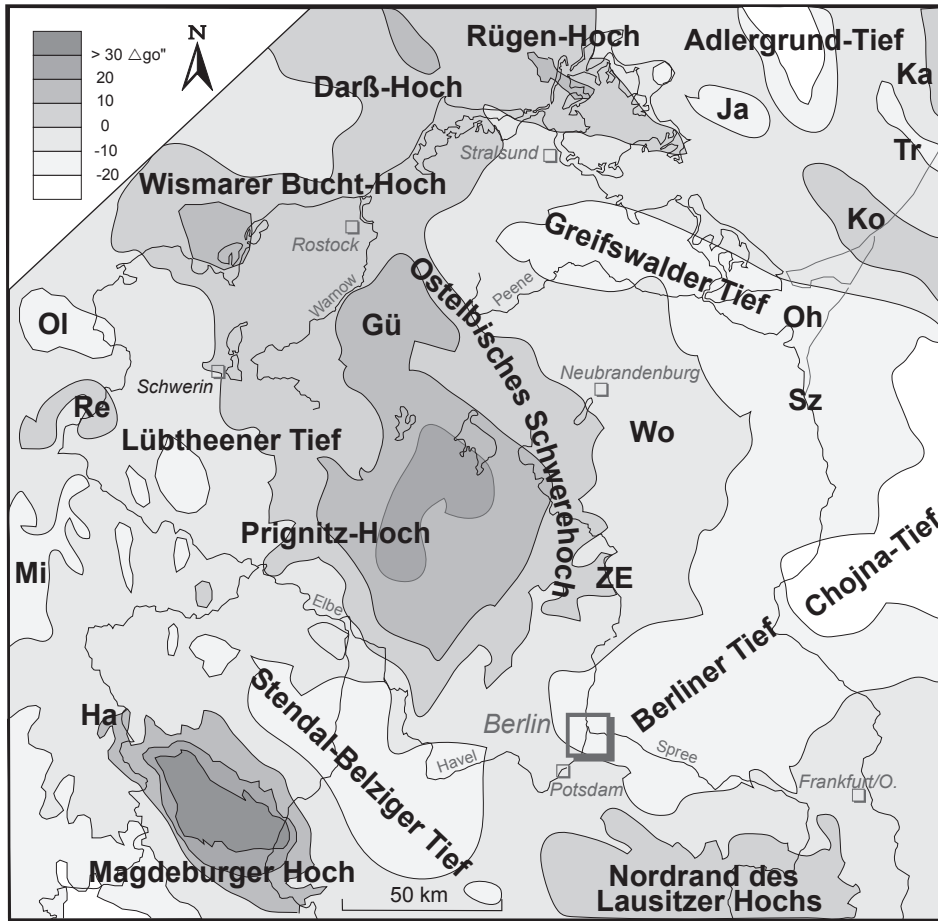 > 30 △go"
20
10
0
-10
-20
N
Rügen-Hoch
Adlergrund-Tief
Darß-Hoch
Ka
Ja
Tr
Stralsund
Wismarer Bucht-Hoch
Ko
Rostock
Greifswalder Tief
Warnow
Peene
Ostelbisches Schwerehoch
Ol
Gü
Oh
Schwerin
Neubrandenburg
Re
Sz
Lübtheener Tief
Wo
Prignitz-Hoch
Mi
ZE
Chojna-Tief
Elbe
Berliner Tief
Stendal-Belziger Tief
Ha
Berlin
Havel
Spree
Potsdam
Frankfurt/O.
Magdeburger Hoch
50 km
Nordrand des
Lausitzer Hochs